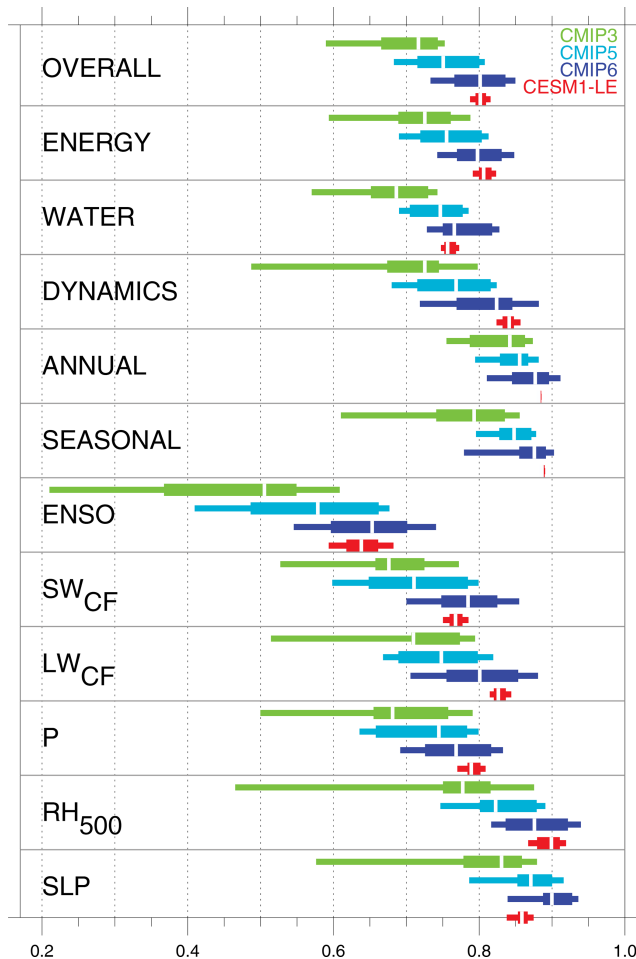 CMIP3
CMIP5
CMIP6
CESM1-LE
OVERALL
ENERGY
WATER
DYNAMICS
ANNUAL
SEASONAL
ENSO
SWCF
LWCF
P
RH500
SLP
0.2 0.4 0.6 0.8 1.0